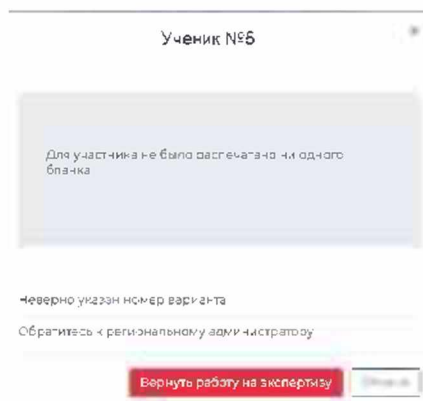 Ученик №5
Для участника не было распечатано ни одного
бланка
Неверно указан номер варианта
Обратитесь к региональному администратору
Вернуть работу на экспертизу